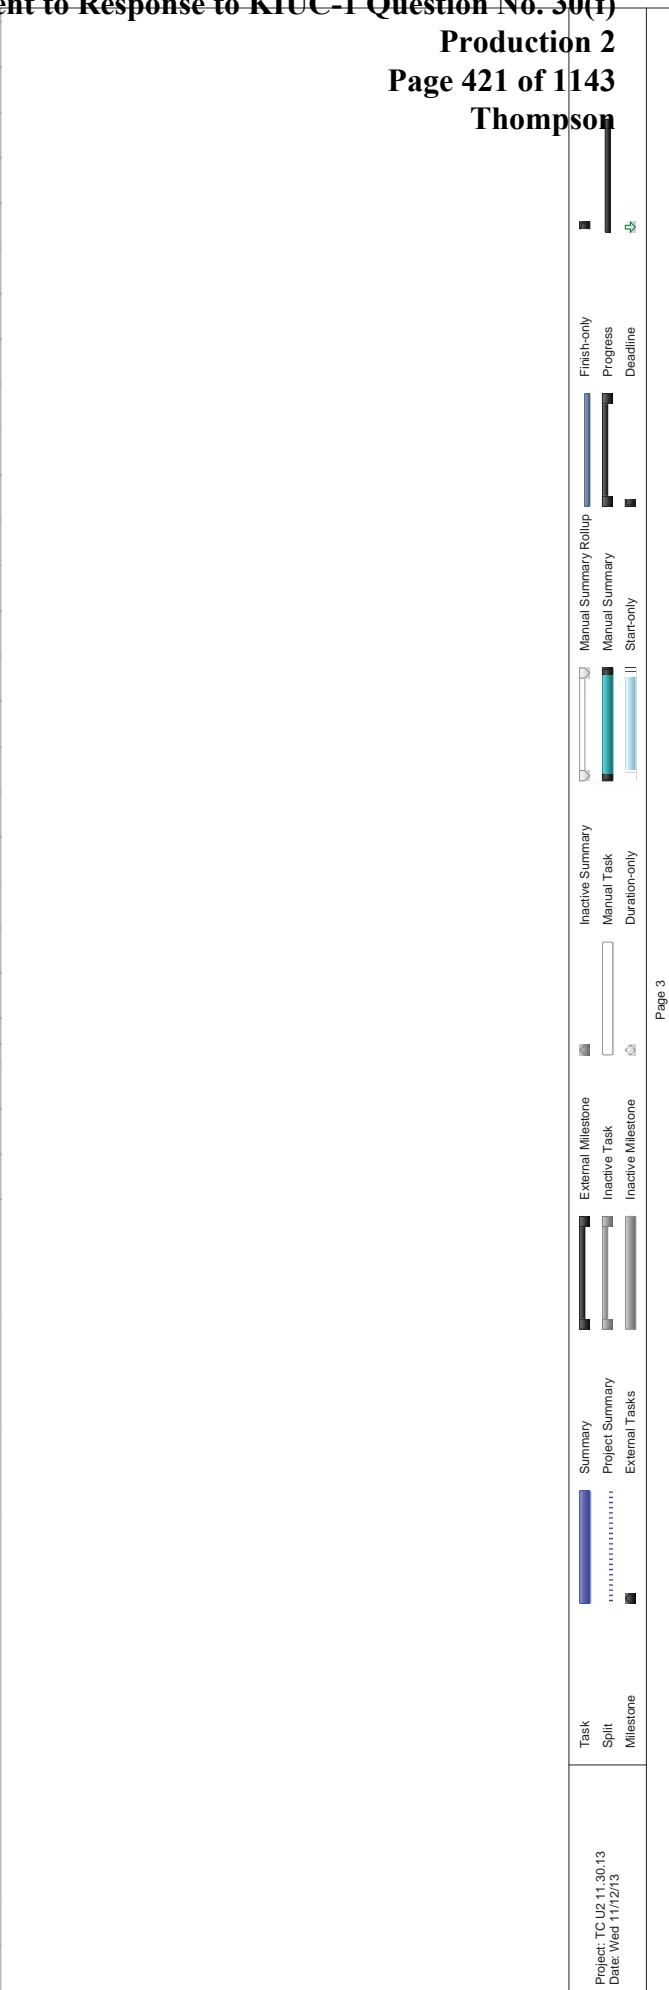 ent to Response to KIUC-1 Question No. 30(f)
Production 2
Page 421 of 1143
Thompson
Project: TC U2 11.30.13
Date: Wed 11/12/13
Task
Split
Milestone
Summary
Project Summary
External Tasks
External Milestone
Inactive Task
Inactive Milestone
Inactive Summary
Manual Task
Duration-only
Manual Summary Rollup
Manual Summary
Start-only
Finish-only
Progress
Deadline
Page 3